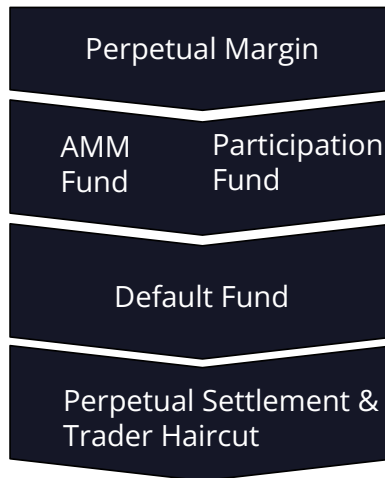 Perpetual Margin
AMM
Fund
Participation
Fund
Default Fund
Perpetual Settlement &
Trader Haircut